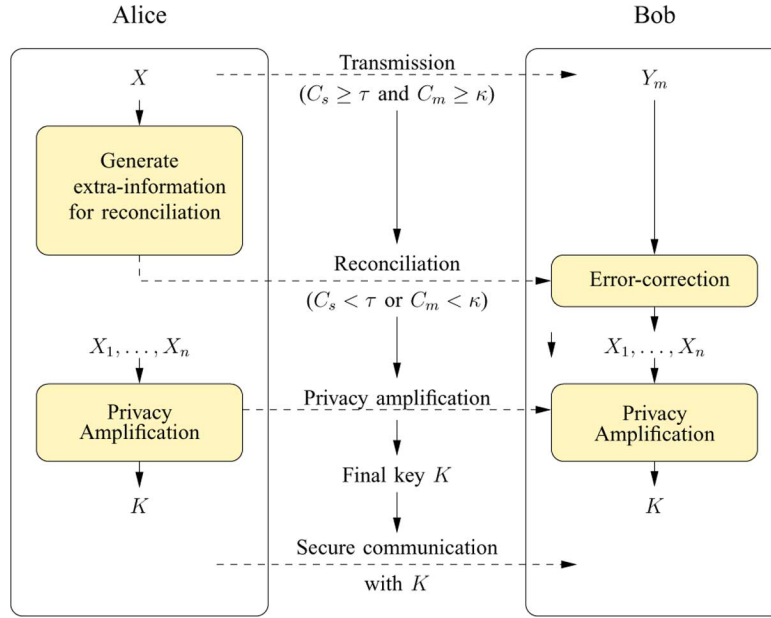 Alice
Bob
Transmission
X
Y_m
(C_s ≥ τ and C_m ≥ κ)
Generate
extra-information
for reconciliation
Reconciliation
Error-correction
(C_s < τ or C_m < κ)
X_1, . . . , X_n
X_1, . . . , X_n
Privacy
Amplification
Privacy amplification
Privacy
Amplification
Final key K
K
K
Secure communication
with K